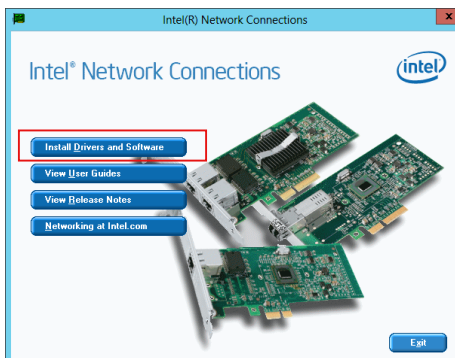 Intel(R) Network Connections
x
Intel® Network Connections
intel
Install Drivers and Software
View User Guides
View Release Notes
Networking at Intel.com
Exit